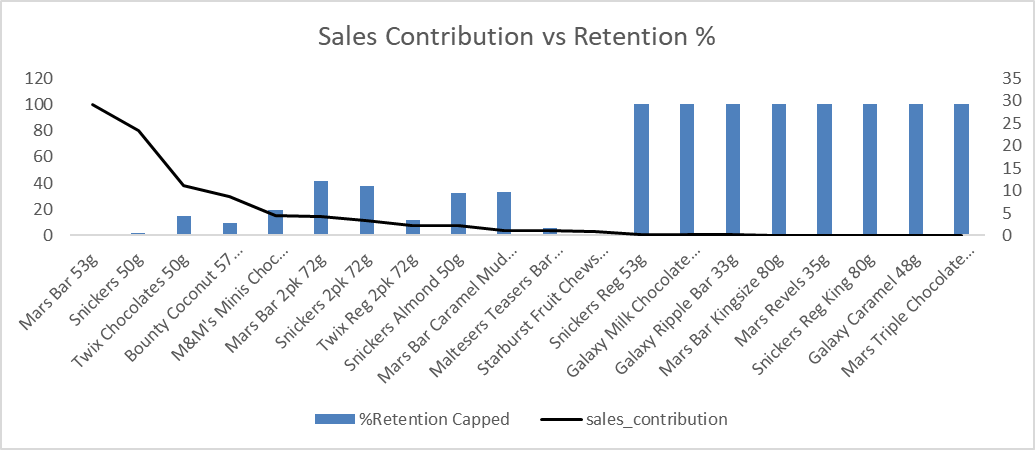 Sales Contribution vs Retention %
120
100
80
60
40
20
0
35
30
25
20
15
10
5
0
Mars Bar 53g
Snickers 50g
Twix Chocolates 50g
Bounty Coconut 57…
M&M's Minis Choc…
Mars Bar 2pk 72g
Snickers 2pk 72g
Twix Reg 2pk 72g
Snickers Almond 50g
Mars Bar Caramel Mud…
Maltesers Teasers Bar…
Starburst Fruit Chews…
Snickers Reg 53g
Galaxy Milk Chocolate…
Galaxy Ripple Bar 33g
Mars Bar Kingsize 80g
Mars Revels 35g
Snickers Reg King 80g
Galaxy Caramel 48g
Mars Triple Chocolate…
%Retention Capped
sales_contribution